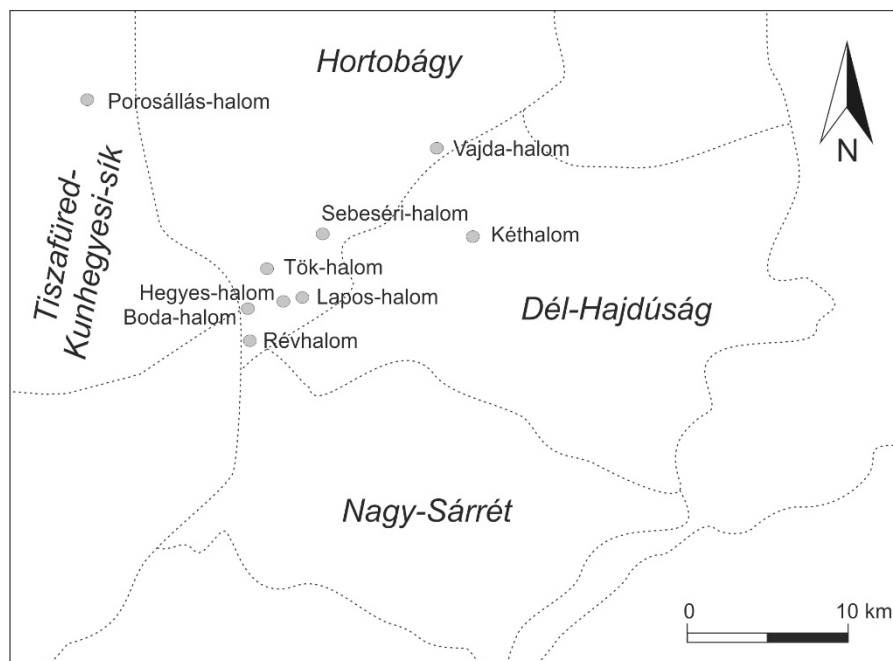 Hortobágy
Porosállás-halom
N
Vajda-halom
Tiszafüred-
Kunhegyesi-sík
Sebeséri-halom
Kéthalom
Tök-halom
Hegyes-halom
Lapos-halom
Boda-halom
Dél-Hajdúság
Révhalom
Nagy-Sárrét
0 10 km